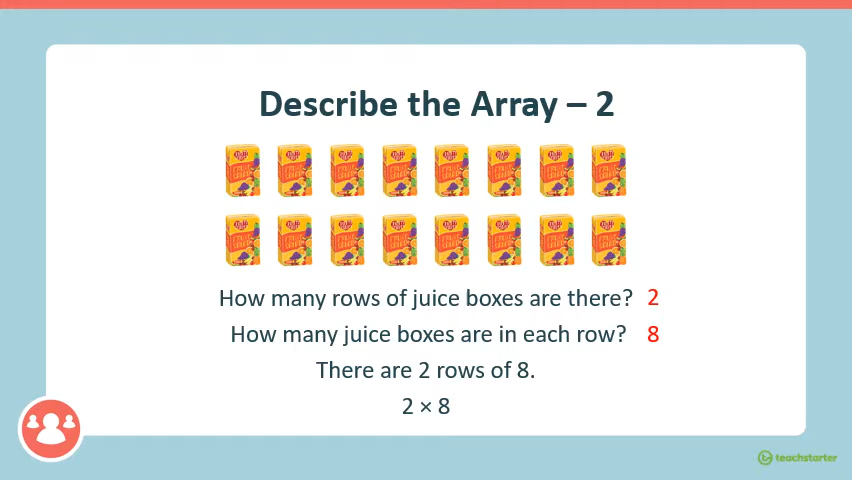 Describe the Array – 2
How many rows of juice boxes are there? 2
How many juice boxes are in each row? 8
There are 2 rows of 8.
2 × 8
teachstarter